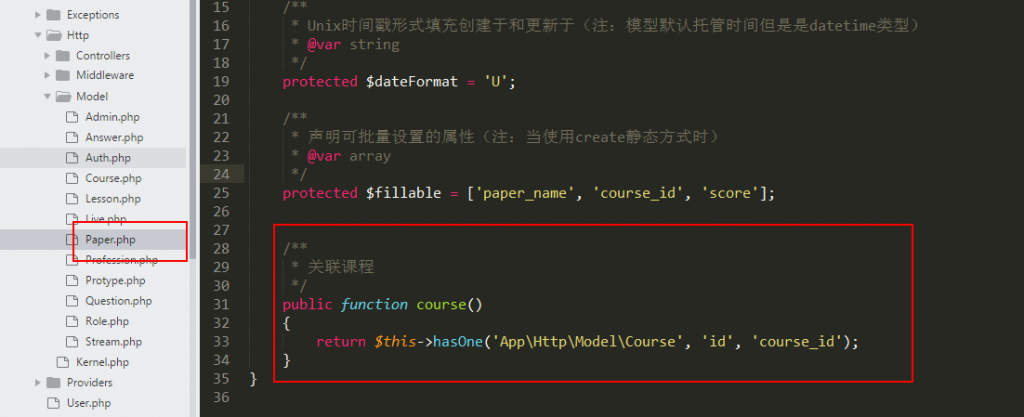 Exceptions
Http
Controllers
Middleware
Model
Admin.php
Answer.php
Auth.php
Course.php
Lesson.php
Live.php
Paper.php
Profession.php
Protype.php
Question.php
Role.php
Stream.php
Kernel.php
Providers
User.php
15 /**
16 * Unix时间戳形式填充创建于和更新于（注：模型默认托管时间但是是datetime类型）
17 * @var string
18 */
19 protected $dateFormat = 'U';
20
21 /**
22 * 声明可批量设置的属性（注：当使用create静态方式时）
23 * @var array
24 */
25 protected $fillable = ['paper_name', 'course_id', 'score'];
26
27
28 /**
29 * 关联课程
30 */
31 public function course()
32 {
33 return $this->hasOne('App\Http\Model\Course', 'id', 'course_id');
34 }
35 }
36